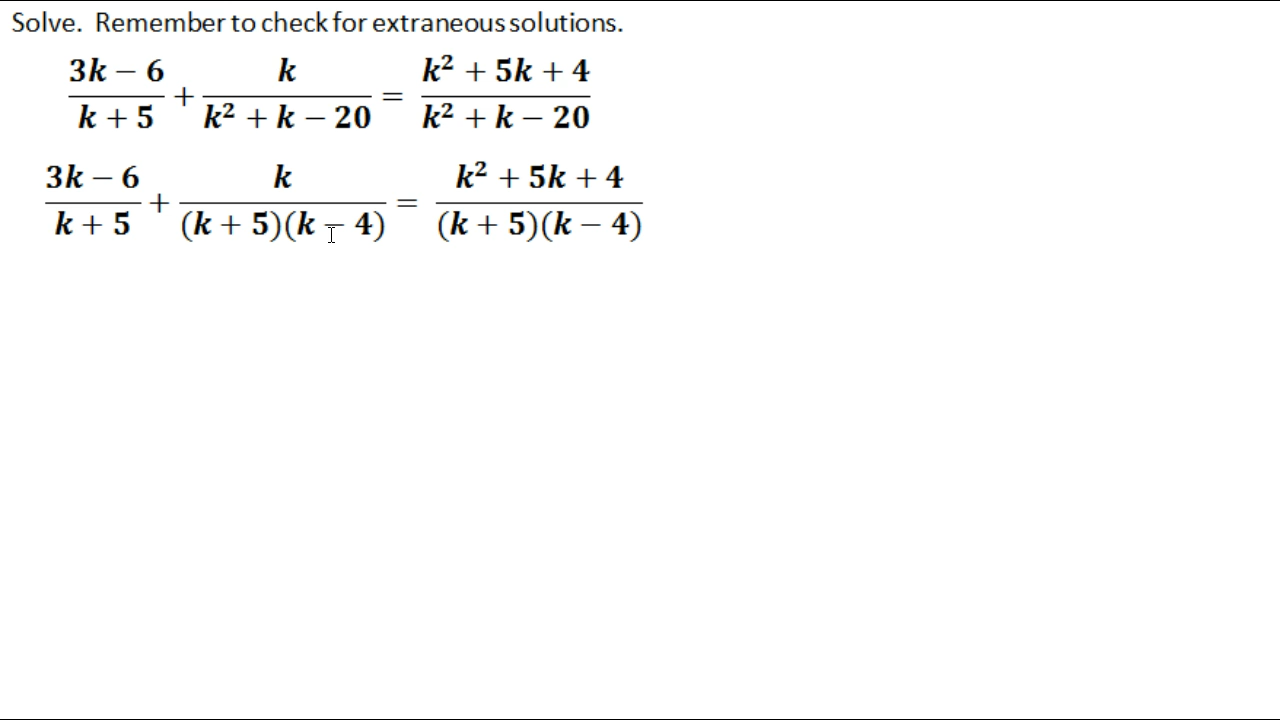 Solve. Remember to check for extraneous solutions.
(3k − 6)/(k + 5) + k/(k² + k − 20) = (k² + 5k + 4)/(k² + k − 20)
(3k − 6)/(k + 5) + k/((k + 5)(k − 4)) = (k² + 5k + 4)/((k + 5)(k − 4))